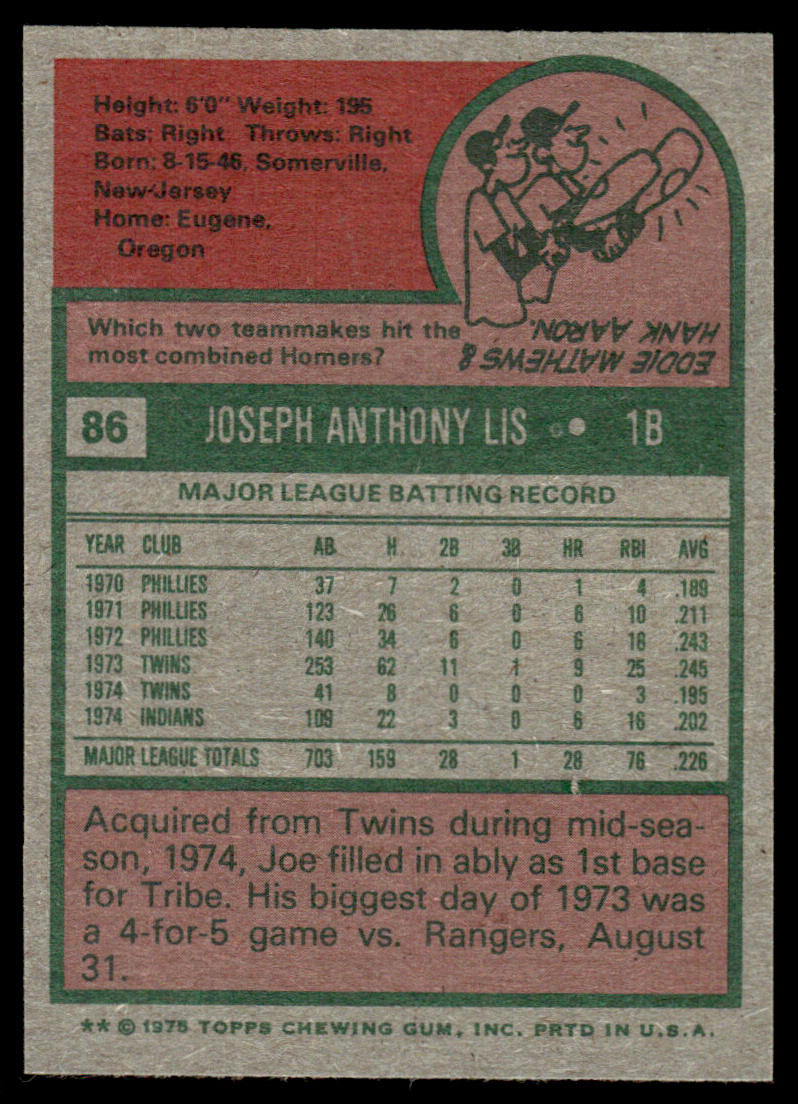 Height: 6'0" Weight: 195
Bats: Right Throws: Right
Born: 8-15-46, Somerville,
New Jersey
Home: Eugene,
Oregon
Which two teammakes hit the
most combined Homers?
EDDIE MATHEWS &
HANK AARON.
86 JOSEPH ANTHONY LIS • 1B
MAJOR LEAGUE BATTING RECORD
YEAR CLUB AB H 2B 3B HR RBI AVG
1970 PHILLIES 37 7 2 0 1 4 .189
1971 PHILLIES 123 26 6 0 6 10 .211
1972 PHILLIES 140 34 6 0 6 18 .243
1973 TWINS 253 62 11 1 9 25 .245
1974 TWINS 41 8 0 0 0 3 .195
1974 INDIANS 109 22 3 0 6 16 .202
MAJOR LEAGUE TOTALS 703 159 28 1 28 76 .226
Acquired from Twins during mid-sea-
son, 1974, Joe filled in ably as 1st base
for Tribe. His biggest day of 1973 was
a 4-for-5 game vs. Rangers, August
31.
** © 1975 TOPPS CHEWING GUM, INC. PRTD IN U.S.A.